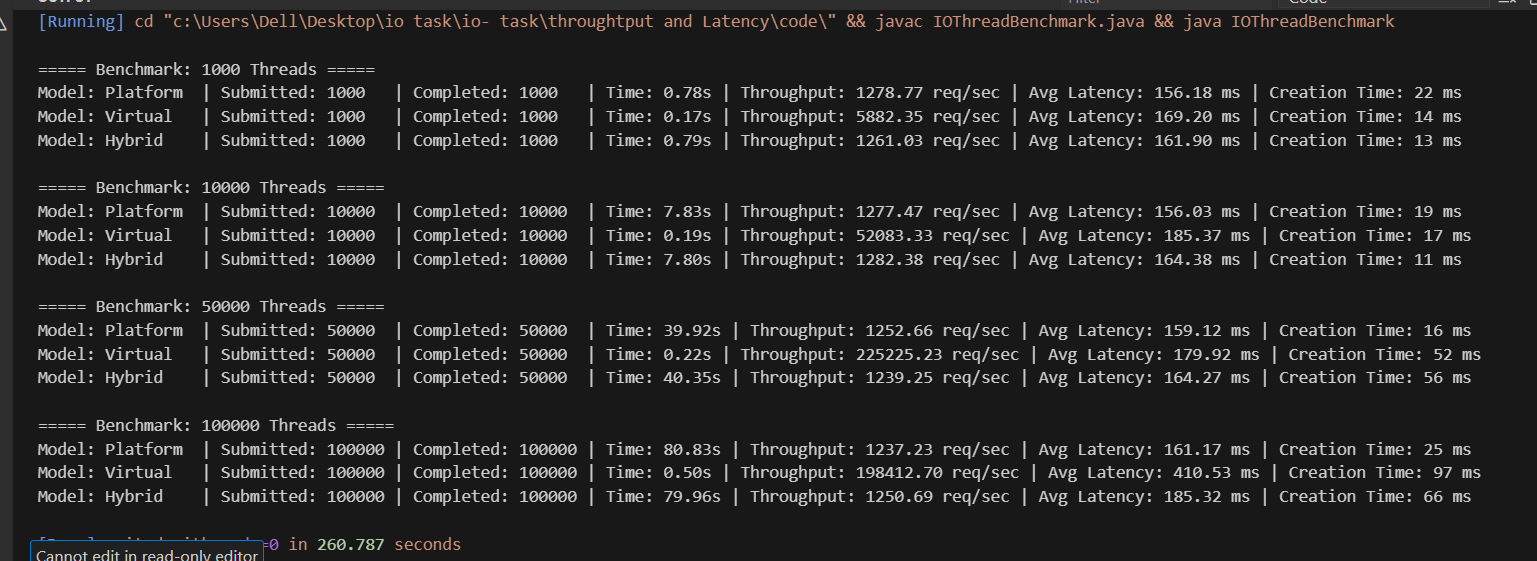 [Running] cd "c:\Users\Dell\Desktop\io task\io- task\throughtput and Latency\code\" && javac IOThreadBenchmark.java && java IOThreadBenchmark
===== Benchmark: 1000 Threads =====
Model: Platform | Submitted: 1000 | Completed: 1000 | Time: 0.78s | Throughput: 1278.77 req/sec | Avg Latency: 156.18 ms | Creation Time: 22 ms
Model: Virtual | Submitted: 1000 | Completed: 1000 | Time: 0.17s | Throughput: 5882.35 req/sec | Avg Latency: 169.20 ms | Creation Time: 14 ms
Model: Hybrid | Submitted: 1000 | Completed: 1000 | Time: 0.79s | Throughput: 1261.03 req/sec | Avg Latency: 161.90 ms | Creation Time: 13 ms
===== Benchmark: 10000 Threads =====
Model: Platform | Submitted: 10000 | Completed: 10000 | Time: 7.83s | Throughput: 1277.47 req/sec | Avg Latency: 156.03 ms | Creation Time: 19 ms
Model: Virtual | Submitted: 10000 | Completed: 10000 | Time: 0.19s | Throughput: 52083.33 req/sec | Avg Latency: 185.37 ms | Creation Time: 17 ms
Model: Hybrid | Submitted: 10000 | Completed: 10000 | Time: 7.80s | Throughput: 1282.38 req/sec | Avg Latency: 164.38 ms | Creation Time: 11 ms
===== Benchmark: 50000 Threads =====
Model: Platform | Submitted: 50000 | Completed: 50000 | Time: 39.92s | Throughput: 1252.66 req/sec | Avg Latency: 159.12 ms | Creation Time: 16 ms
Model: Virtual | Submitted: 50000 | Completed: 50000 | Time: 0.22s | Throughput: 225225.23 req/sec | Avg Latency: 179.92 ms | Creation Time: 52 ms
Model: Hybrid | Submitted: 50000 | Completed: 50000 | Time: 40.35s | Throughput: 1239.25 req/sec | Avg Latency: 164.27 ms | Creation Time: 56 ms
===== Benchmark: 100000 Threads =====
Model: Platform | Submitted: 100000 | Completed: 100000 | Time: 80.83s | Throughput: 1237.23 req/sec | Avg Latency: 161.17 ms | Creation Time: 25 ms
Model: Virtual | Submitted: 100000 | Completed: 100000 | Time: 0.50s | Throughput: 198412.70 req/sec | Avg Latency: 410.53 ms | Creation Time: 97 ms
Model: Hybrid | Submitted: 100000 | Completed: 100000 | Time: 79.96s | Throughput: 1250.69 req/sec | Avg Latency: 185.32 ms | Creation Time: 66 ms
=0 in 260.787 seconds
Cannot edit in read-only editor